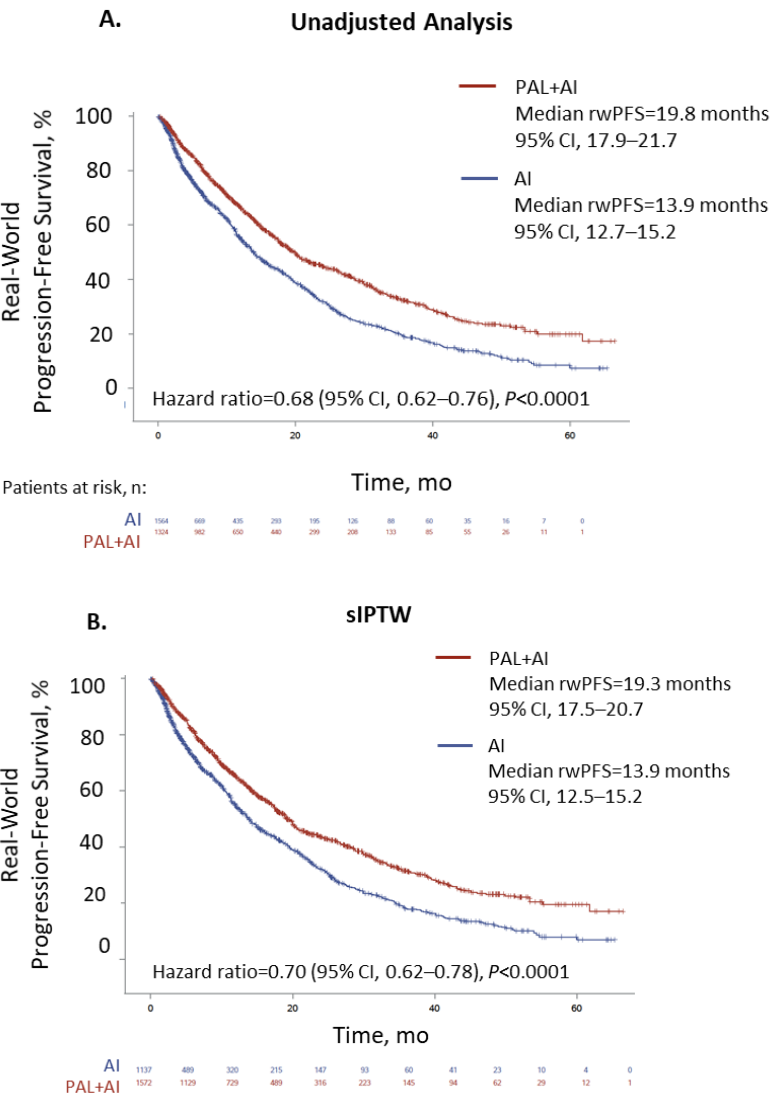 A.
Unadjusted Analysis
PAL+AI
Median rwPFS=19.8 months
95% CI, 17.9–21.7
AI
Median rwPFS=13.9 months
95% CI, 12.7–15.2
Real-World
Progression-Free Survival, %
100
80
60
40
20
0
Hazard ratio=0.68 (95% CI, 0.62–0.76), P<0.0001
0 20 40 60
Time, mo
Patients at risk, n:
AI 1564 669 435 293 195 126 88 60 35 16 7 0
PAL+AI 1324 982 650 440 299 208 133 85 55 26 11 1
B.
sIPTW
PAL+AI
Median rwPFS=19.3 months
95% CI, 17.5–20.7
AI
Median rwPFS=13.9 months
95% CI, 12.5–15.2
Real-World
Progression-Free Survival, %
100
80
60
40
20
0
Hazard ratio=0.70 (95% CI, 0.62–0.78), P<0.0001
0 20 40 60
Time, mo
AI 1137 489 320 215 147 93 60 41 23 10 4 0
PAL+AI 1572 1129 729 489 316 223 145 94 62 29 12 1